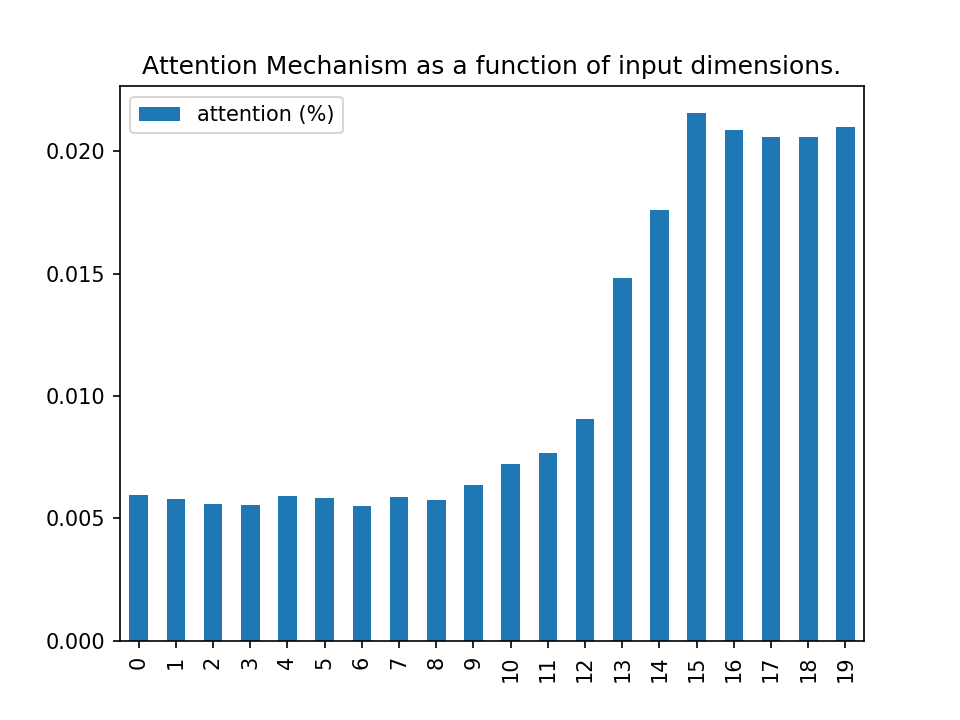 Attention Mechanism as a function of input dimensions.
attention (%)
0.020
0.015
0.010
0.005
0.000
0 1 2 3 4 5 6 7 8 9 10 11 12 13 14 15 16 17 18 19